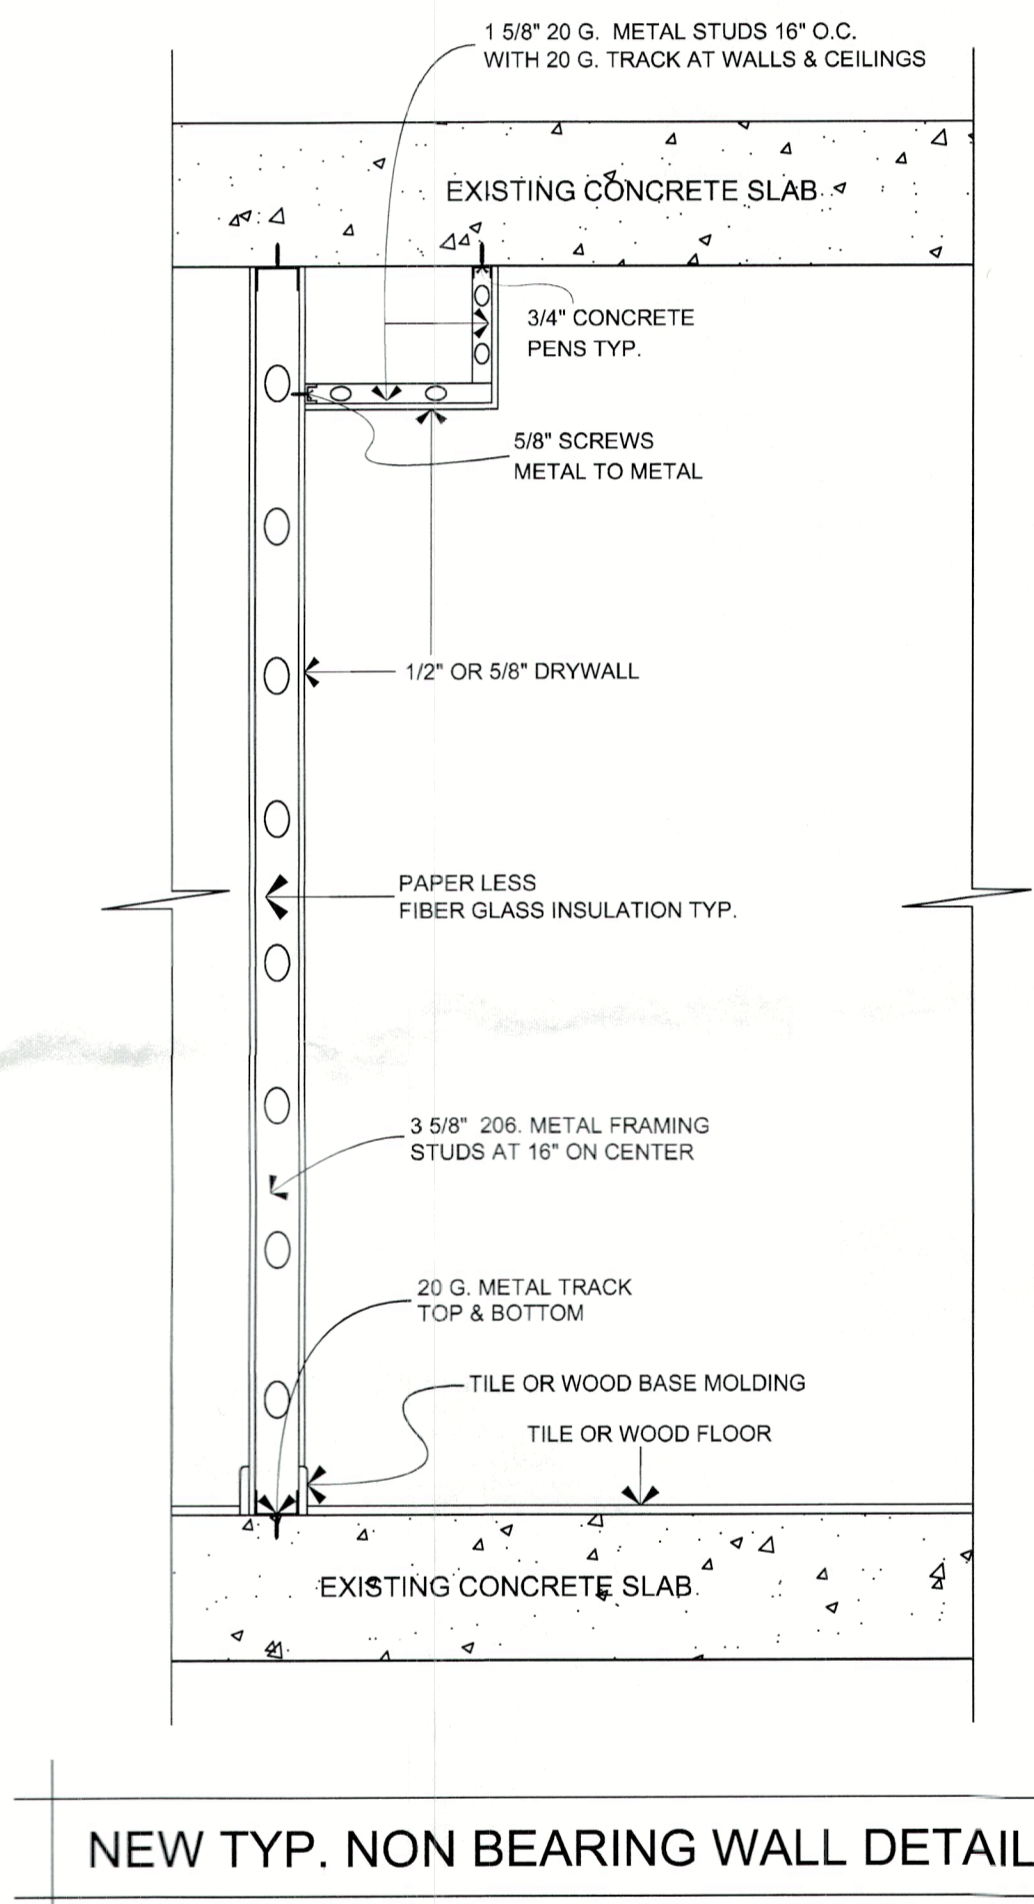 1 5/8" 20 G. METAL STUDS 16" O.C.
WITH 20 G. TRACK AT WALLS & CEILINGS
EXISTING CONCRETE SLAB
3/4" CONCRETE
PENS TYP.
5/8" SCREWS
METAL TO METAL
1/2" OR 5/8" DRYWALL
PAPER LESS
FIBER GLASS INSULATION TYP.
3 5/8" 206. METAL FRAMING
STUDS AT 16" ON CENTER
20 G. METAL TRACK
TOP & BOTTOM
TILE OR WOOD BASE MOLDING
TILE OR WOOD FLOOR
EXISTING CONCRETE SLAB
NEW TYP. NON BEARING WALL DETAIL